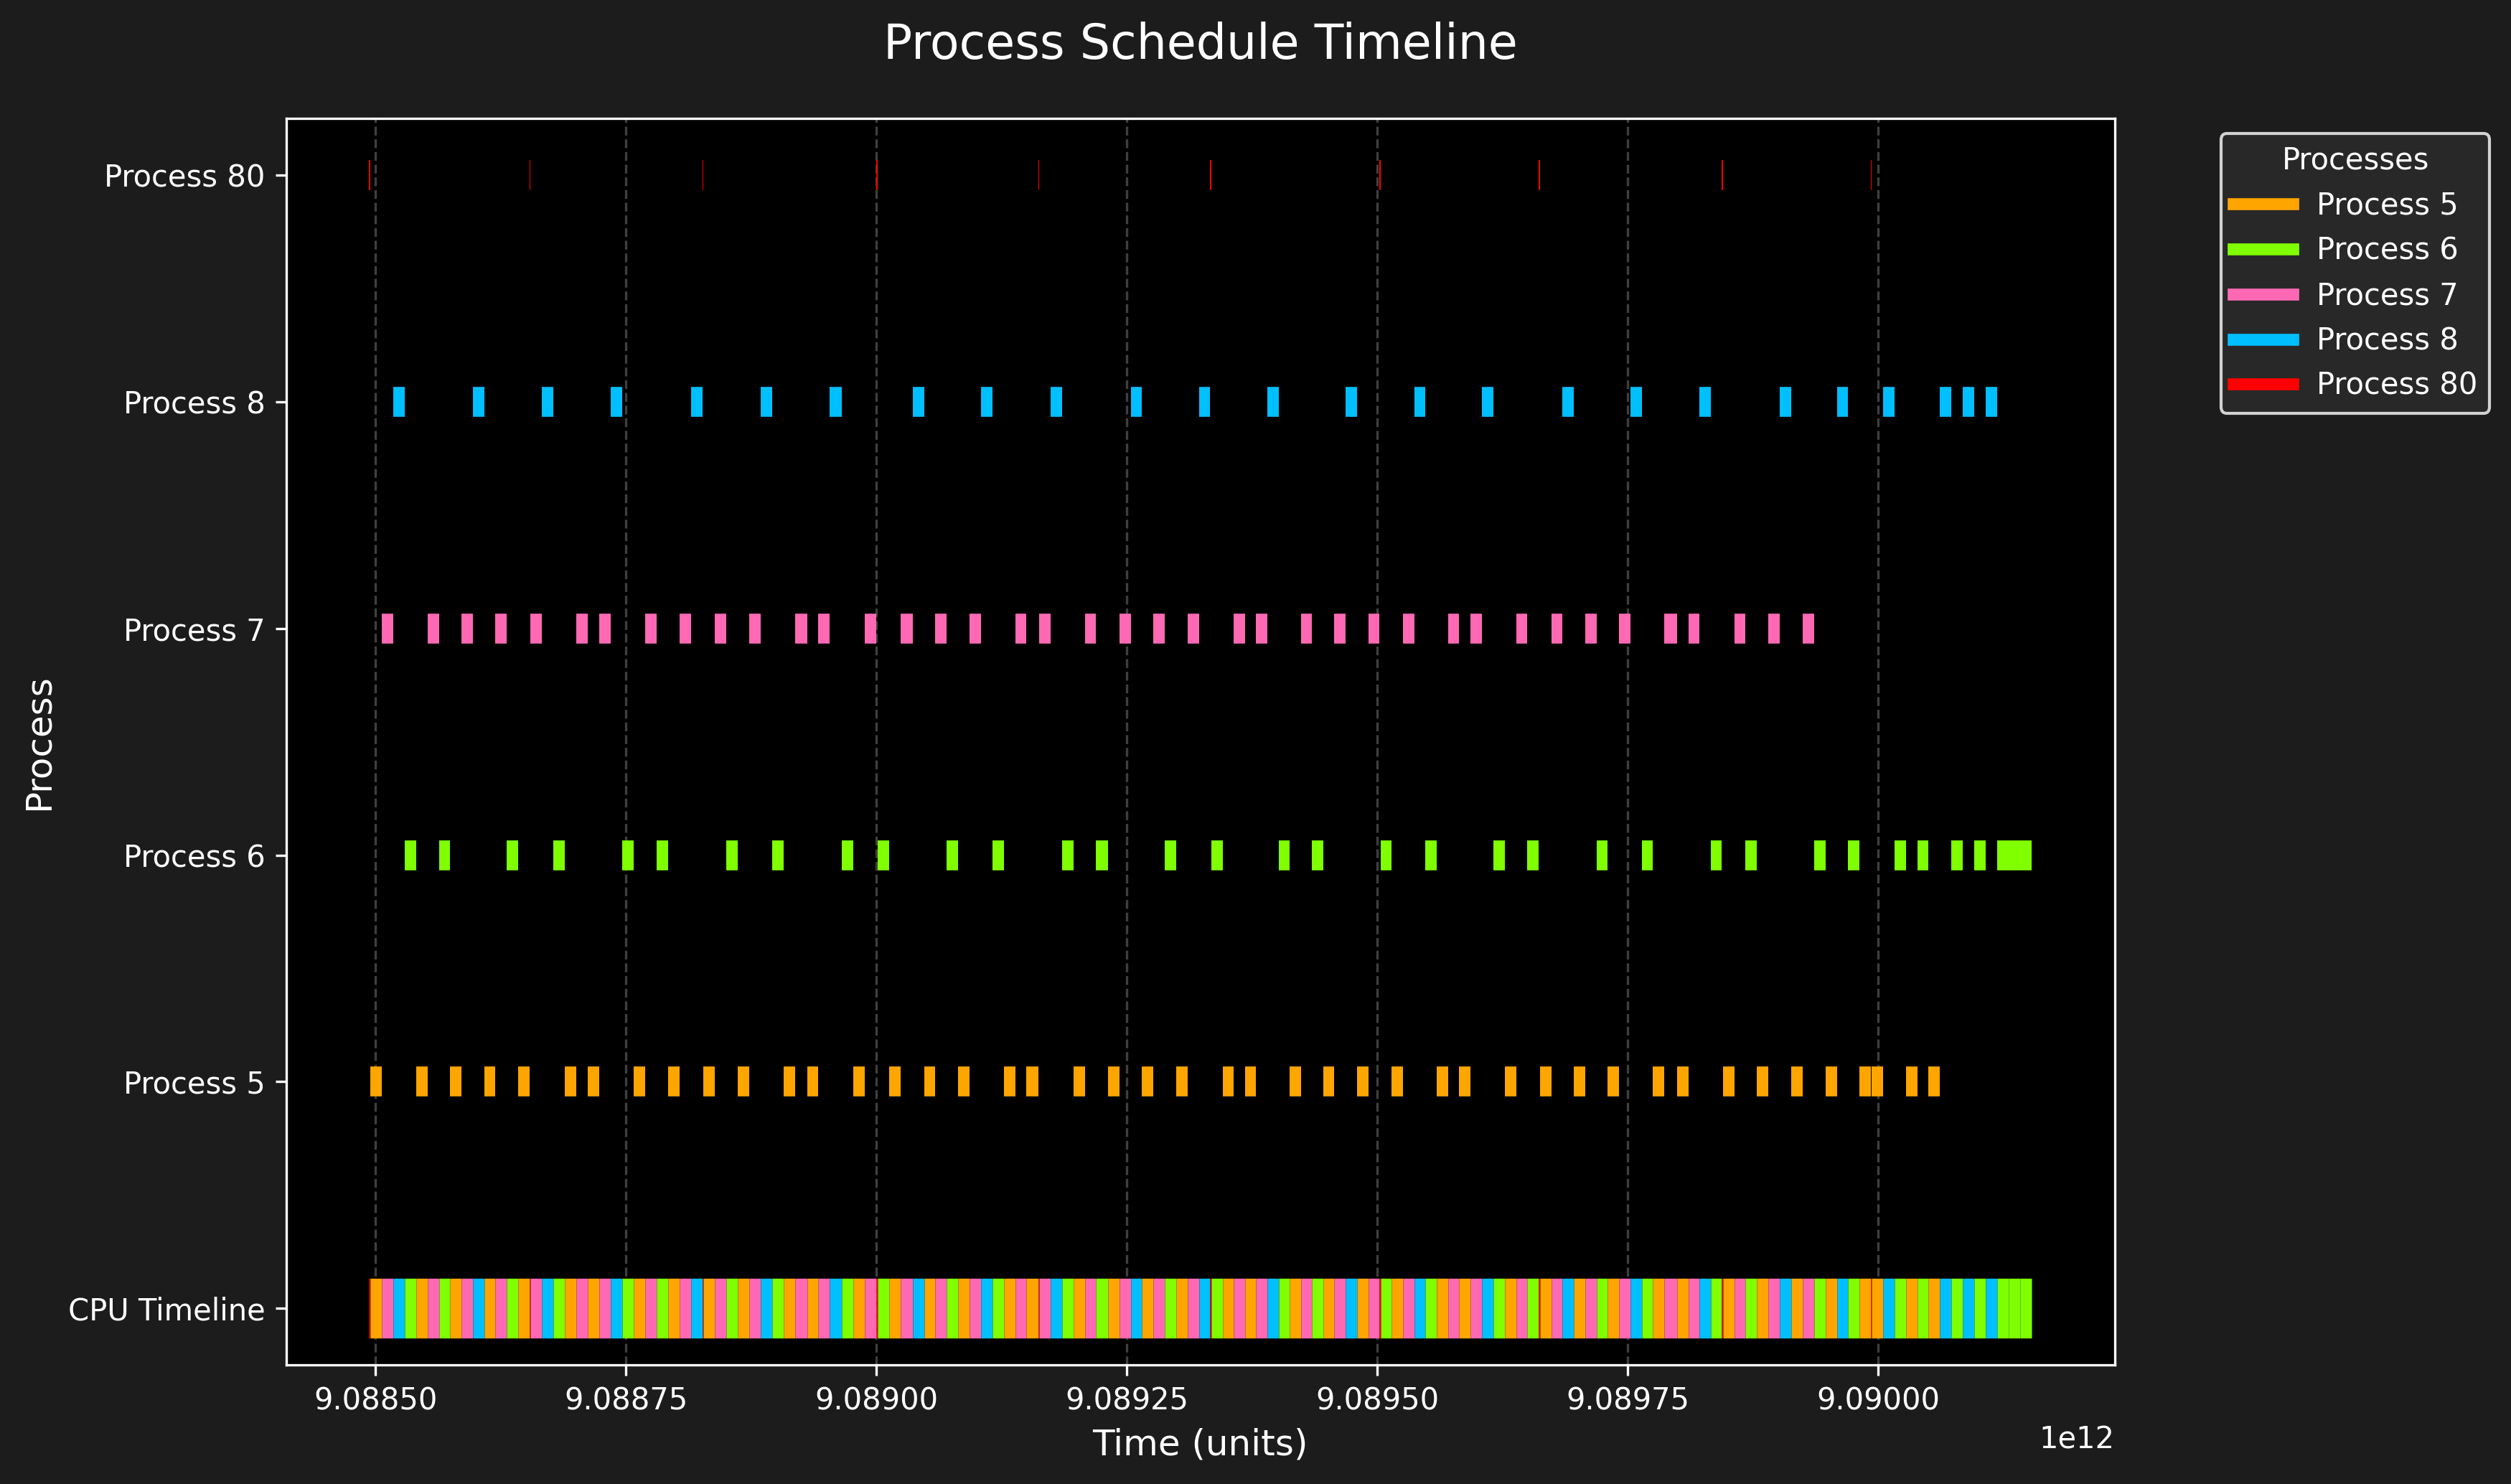 Process Schedule Timeline
Process 80
Process 8
Process 7
Process 6
Process 5
CPU Timeline
Process
9.08850 9.08875 9.08900 9.08925 9.08950 9.08975 9.09000
1e12
Time (units)
Processes
Process 5
Process 6
Process 7
Process 8
Process 80